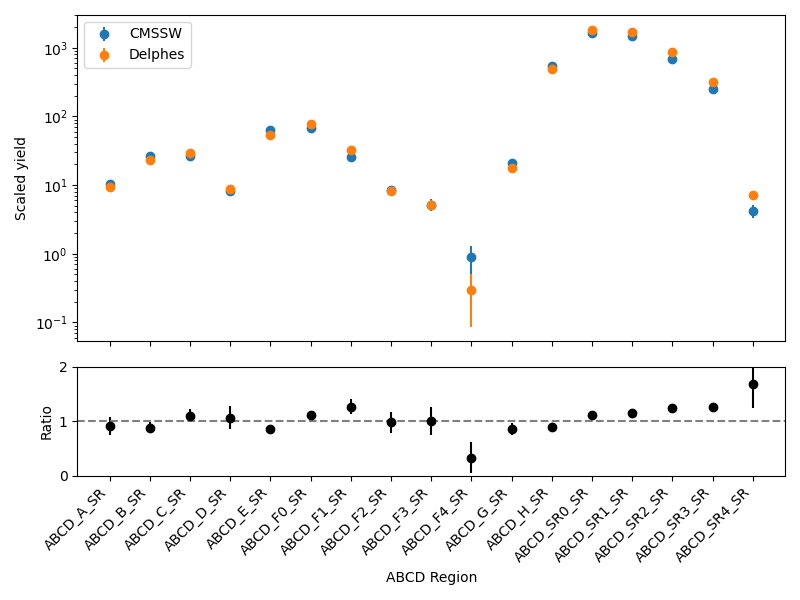 CMSSW
Delphes
Scaled yield
10³
10²
10¹
10⁰
10⁻¹
Ratio
2
1
0
ABCD_A_SR
ABCD_B_SR
ABCD_C_SR
ABCD_D_SR
ABCD_E_SR
ABCD_F0_SR
ABCD_F1_SR
ABCD_F2_SR
ABCD_F3_SR
ABCD_F4_SR
ABCD_G_SR
ABCD_H_SR
ABCD_SR0_SR
ABCD_SR1_SR
ABCD_SR2_SR
ABCD_SR3_SR
ABCD_SR4_SR
ABCD Region